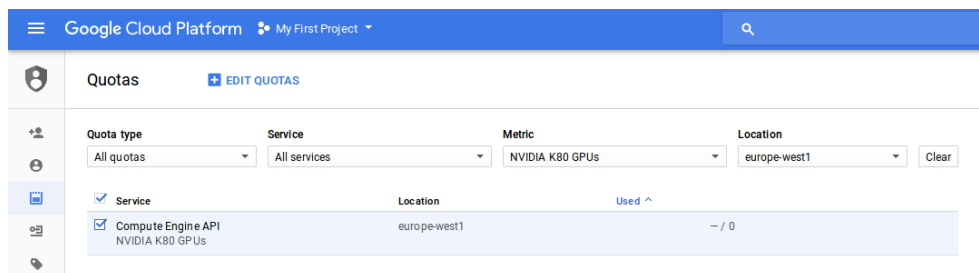 Google Cloud Platform My First Project
Quotas EDIT QUOTAS
Quota type Service Metric Location
All quotas All services NVIDIA K80 GPUs europe-west1 Clear
Service Location Used
Compute Engine API europe-west1 — / 0
NVIDIA K80 GPUs